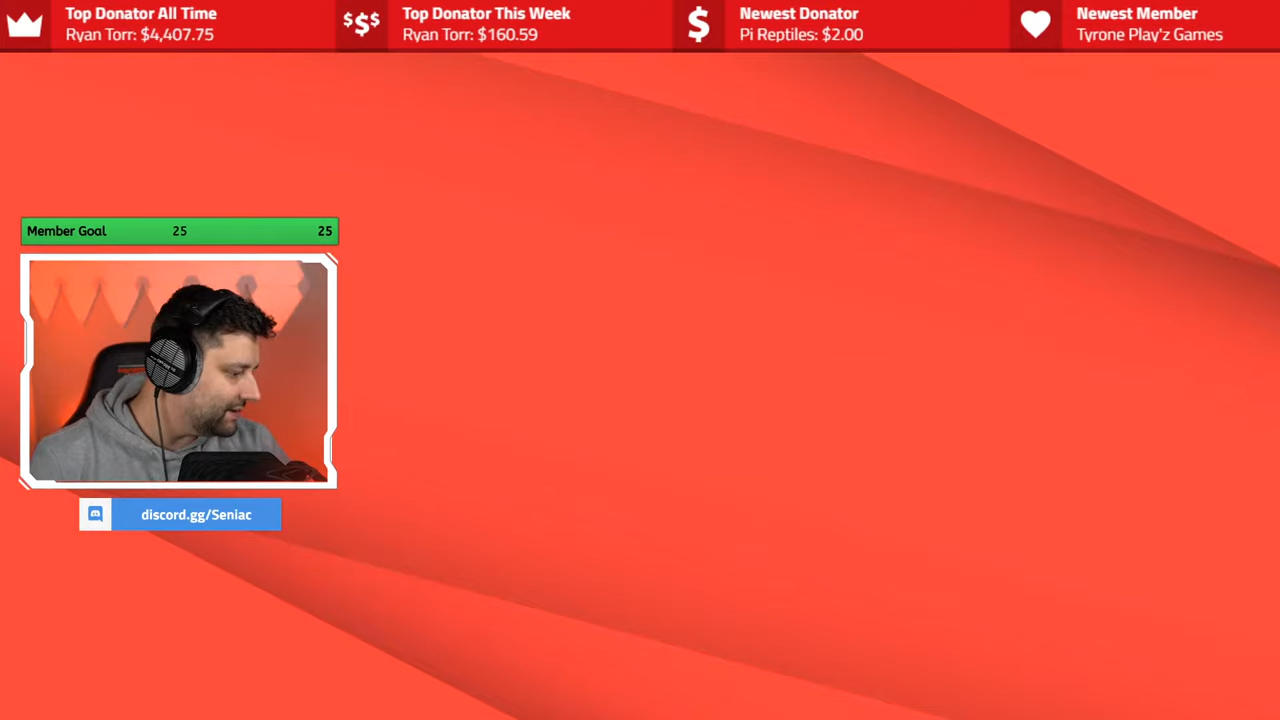 Top Donator All Time
Ryan Torr: $4,407.75
$$$
Top Donator This Week
Ryan Torr: $160.59
$
Newest Donator
Pi Reptiles: $2.00
Newest Member
Tyrone Play'z Games
Member Goal 25 25
discord.gg/Seniac